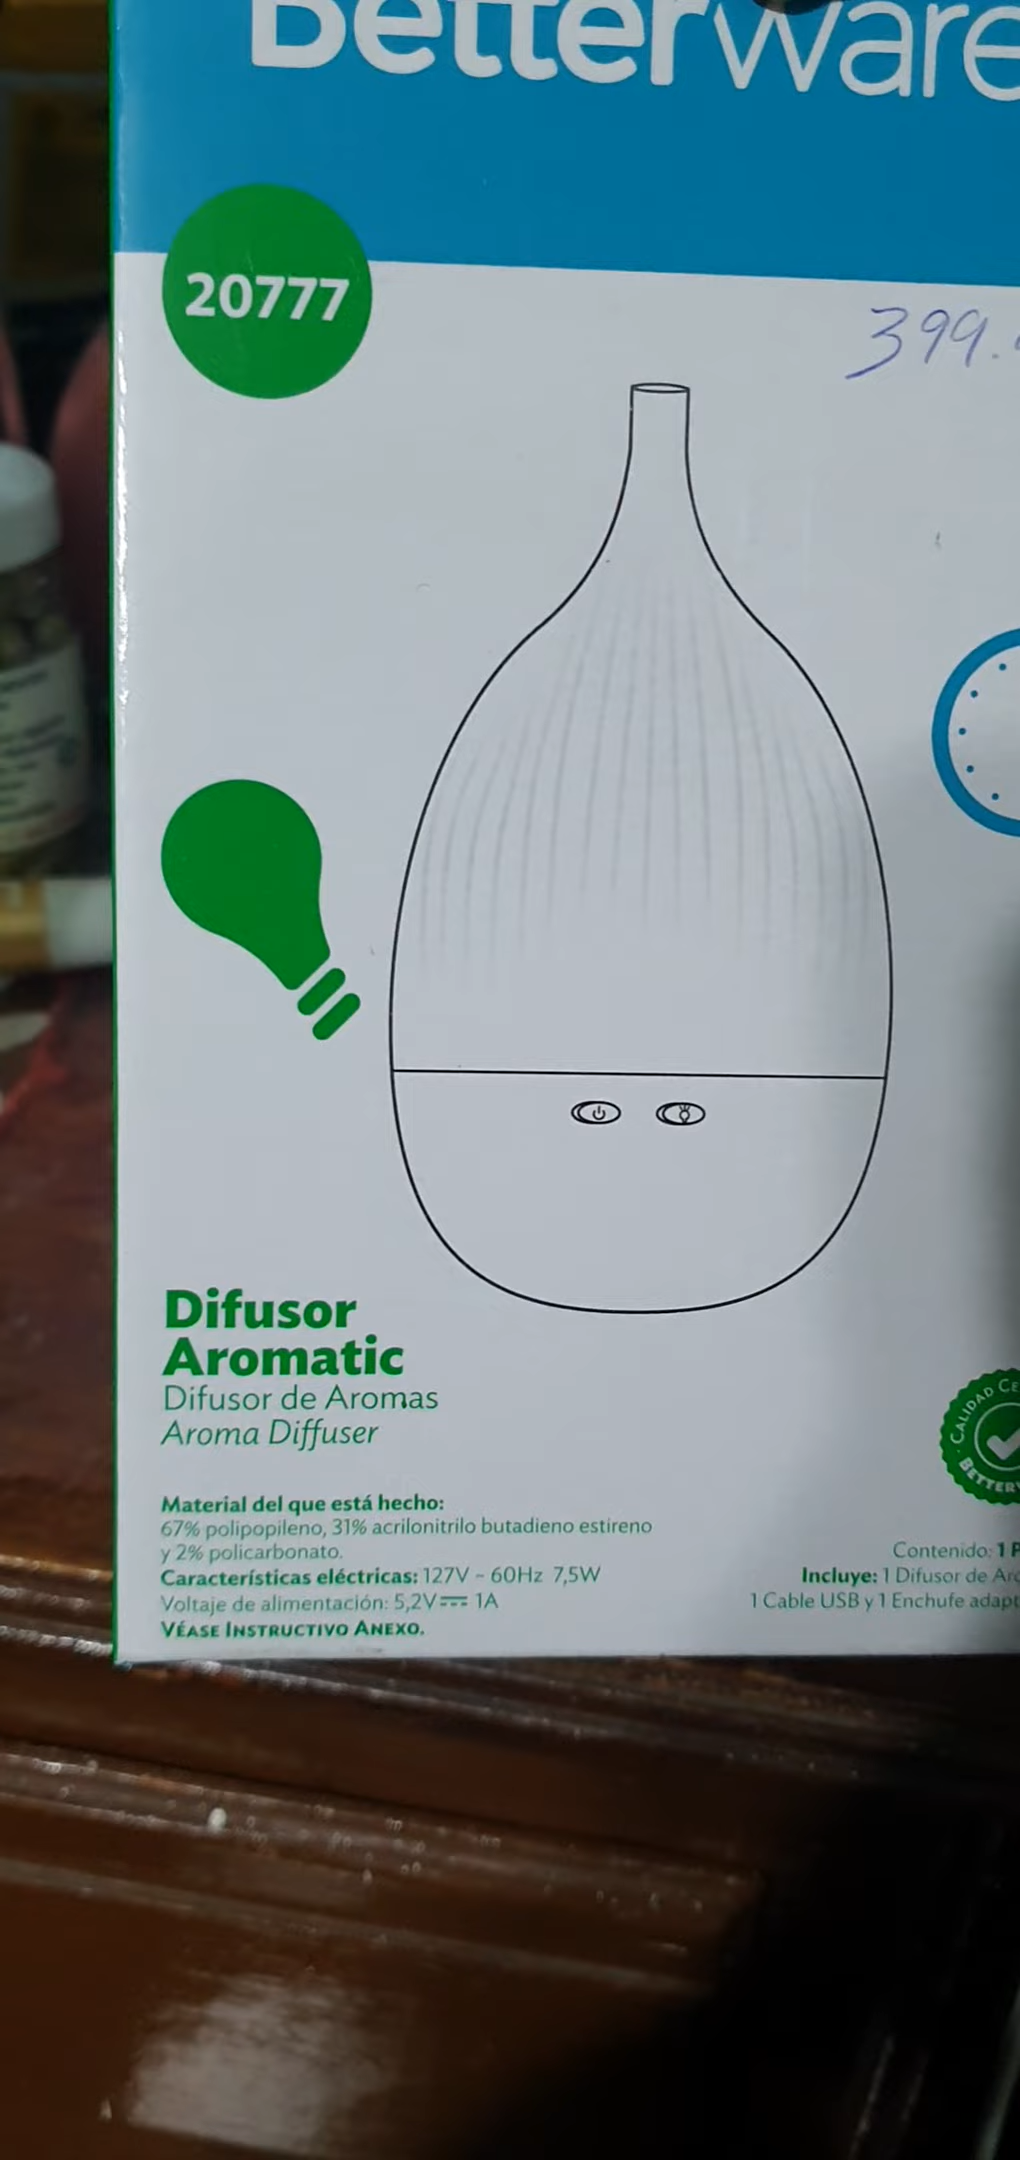 Betterware
20777
399.
Difusor
Aromatic
Difusor de Aromas
Aroma Diffuser
CALIDAD
Material del que está hecho:
67% polipopileno, 31% acrilonitrilo butadieno estireno
y 2% policarbonato.
Características eléctricas: 127V ~ 60Hz 7,5W
Voltaje de alimentación: 5,2V⎓ 1A
VÉASE INSTRUCTIVO ANEXO.
Contenido: 1
Incluye: 1 Difusor de
1 Cable USB y 1 Enchufe